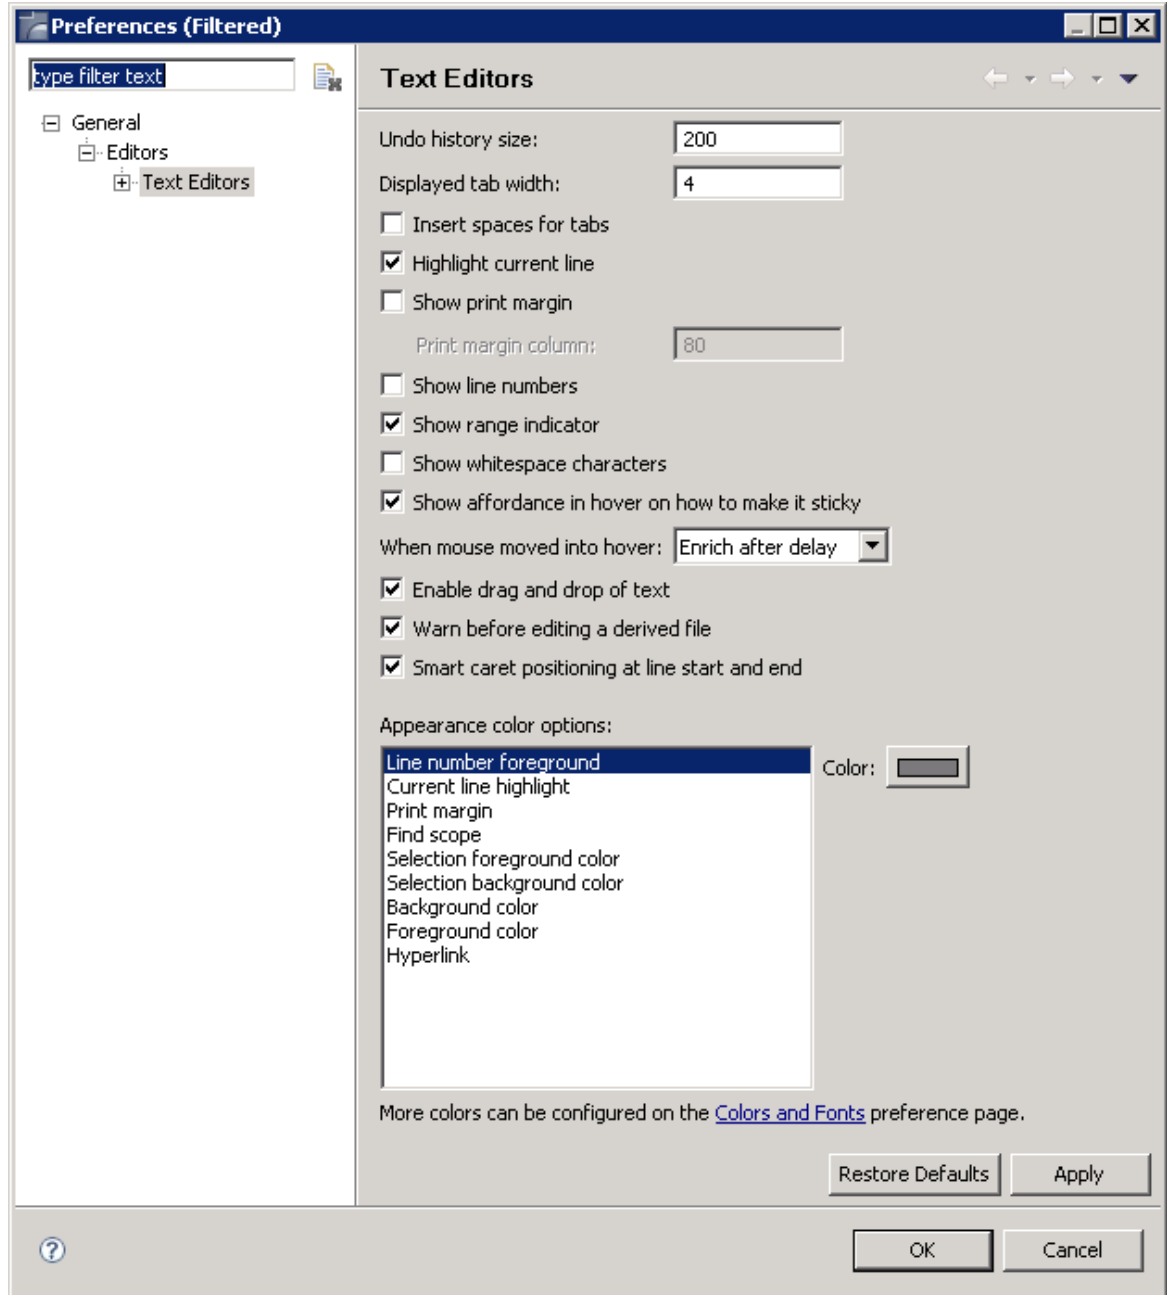 Preferences (Filtered)
type filter text
General
Editors
Text Editors
Text Editors
Undo history size: 200
Displayed tab width: 4
Insert spaces for tabs
Highlight current line
Show print margin
Print margin column: 80
Show line numbers
Show range indicator
Show whitespace characters
Show affordance in hover on how to make it sticky
When mouse moved into hover: Enrich after delay
Enable drag and drop of text
Warn before editing a derived file
Smart caret positioning at line start and end
Appearance color options:
Line number foreground
Color:
Current line highlight
Print margin
Find scope
Selection foreground color
Selection background color
Background color
Foreground color
Hyperlink
More colors can be configured on the Colors and Fonts preference page.
Restore Defaults Apply
? OK Cancel